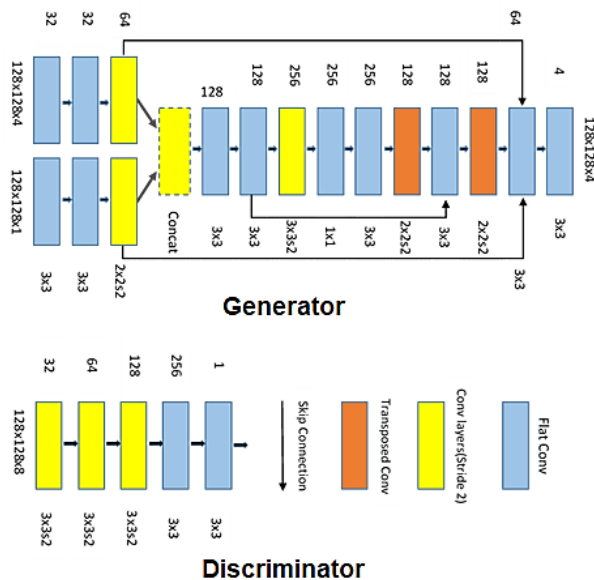 32
32
64
64
128x128x4
128
128
256
256
256
128
128
128
4
128x128x4
128x128x1
Concat
3x3
3x3
3x3s2
1x1
3x3
2x2s2
3x3
2x2s2
3x3
3x3
3x3
3x3
2x2s2
Generator
32
64
128
256
1
128x128x8
3x3s2
3x3s2
3x3s2
3x3
3x3
Skip Connection
Transposed Conv
Conv layers(Stride 2)
Flat Conv
Discriminator